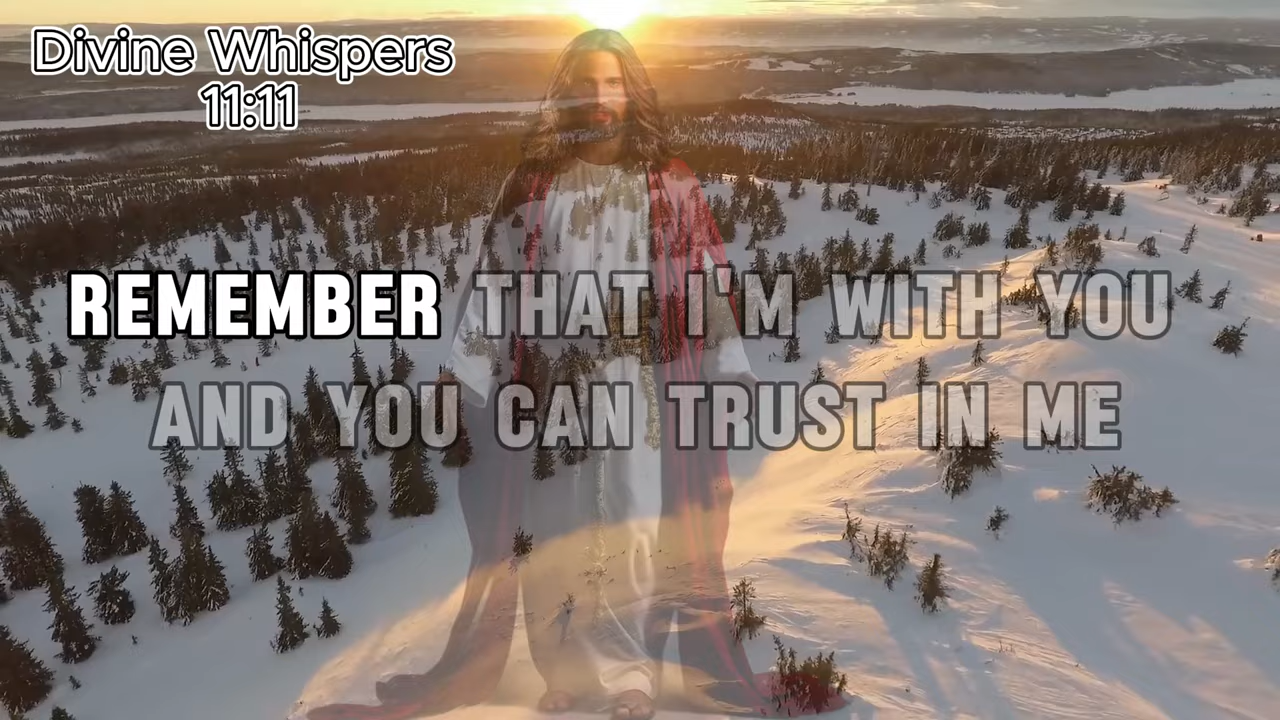 Divine Whispers
11:11
REMEMBER THAT I'M WITH YOU
AND YOU CAN TRUST IN ME